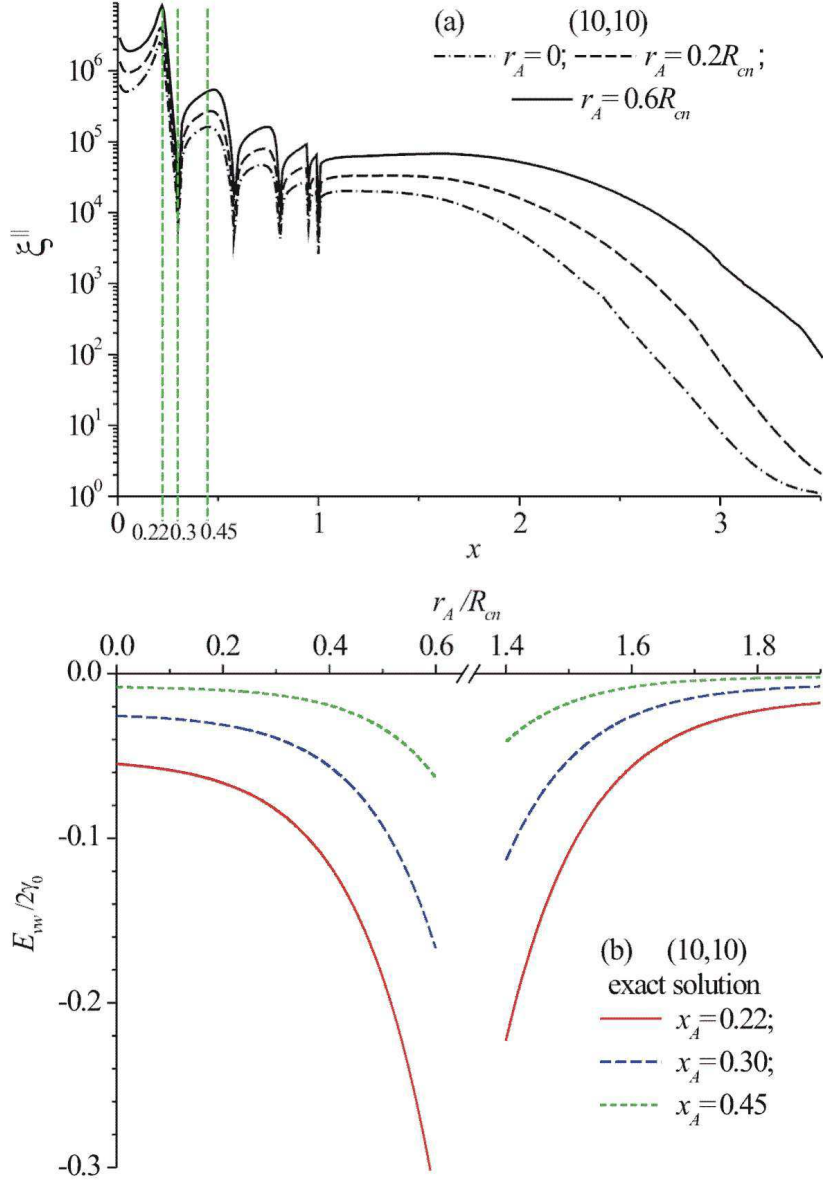 (a) (10,10)
r_A=0; r_A=0.2R_cn;
r_A=0.6R_cn
10^6
10^5
10^4
10^3
10^2
10^1
10^0
ξ^||
0 1 2 3
0.22 0.3 0.45
x
r_A/R_cn
0.0 0.2 0.4 0.6 1.4 1.6 1.8
0.0
-0.1
-0.2
-0.3
E_vw/2γ_0
(b) (10,10)
exact solution
x_A=0.22;
x_A=0.30;
x_A=0.45